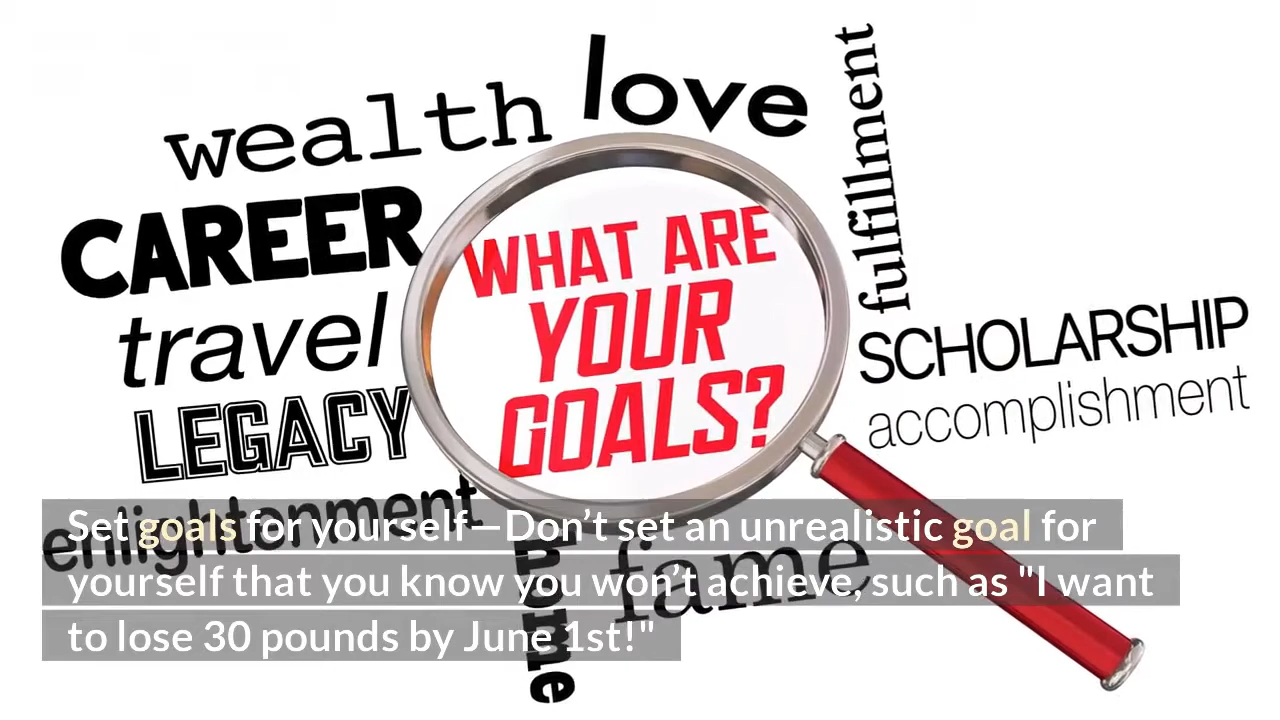 wealth
love
fulfillment
CAREER
WHAT ARE
YOUR
GOALS?
travel
SCHOLARSHIP
accomplishment
LEGACY
enlightonment
home
fame
Set goals for yourself—Don’t set an unrealistic goal for
yourself that you know you won’t achieve, such as "I want
to lose 30 pounds by June 1st!"